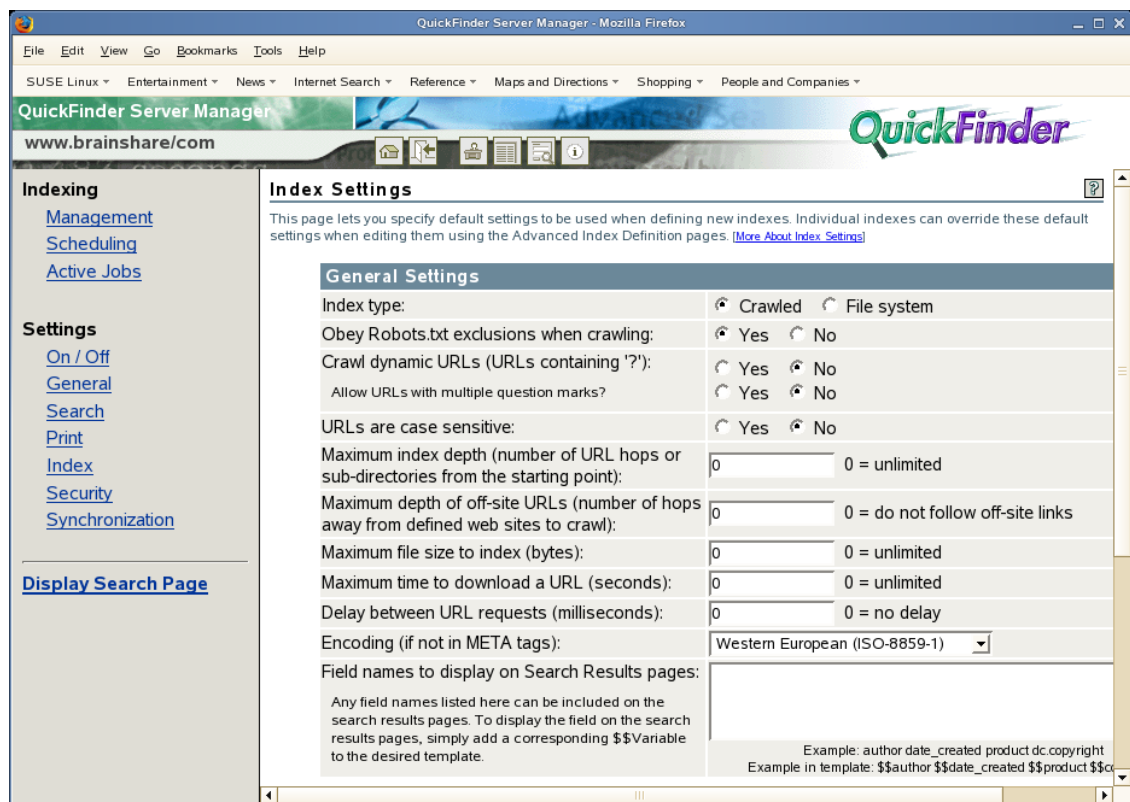 QuickFinder Server Manager - Mozilla Firefox
File Edit View Go Bookmarks Tools Help
SUSE Linux Entertainment News Internet Search Reference Maps and Directions Shopping People and Companies
QuickFinder Server Manager
www.brainshare/com
QuickFinder
Indexing
Management
Scheduling
Active Jobs
Settings
On / Off
General
Search
Print
Index
Security
Synchronization
Display Search Page
Index Settings
?
This page lets you specify default settings to be used when defining new indexes. Individual indexes can override these default
settings when editing them using the Advanced Index Definition pages. [More About Index Settings]
General Settings
Index type: Crawled File system
Obey Robots.txt exclusions when crawling: Yes No
Crawl dynamic URLs (URLs containing '?'): Yes No
Allow URLs with multiple question marks? Yes No
URLs are case sensitive: Yes No
Maximum index depth (number of URL hops or
sub-directories from the starting point): 0 0 = unlimited
Maximum depth of off-site URLs (number of hops
away from defined web sites to crawl): 0 0 = do not follow off-site links
Maximum file size to index (bytes): 0 0 = unlimited
Maximum time to download a URL (seconds): 0 0 = unlimited
Delay between URL requests (milliseconds): 0 0 = no delay
Encoding (if not in META tags): Western European (ISO-8859-1)
Field names to display on Search Results pages:
Any field names listed here can be included on the
search results pages. To display the field on the search
results pages, simply add a corresponding $$Variable
to the desired template.
Example: author date_created product dc.copyright
Example in template: $$author $$date_created $$product $$co